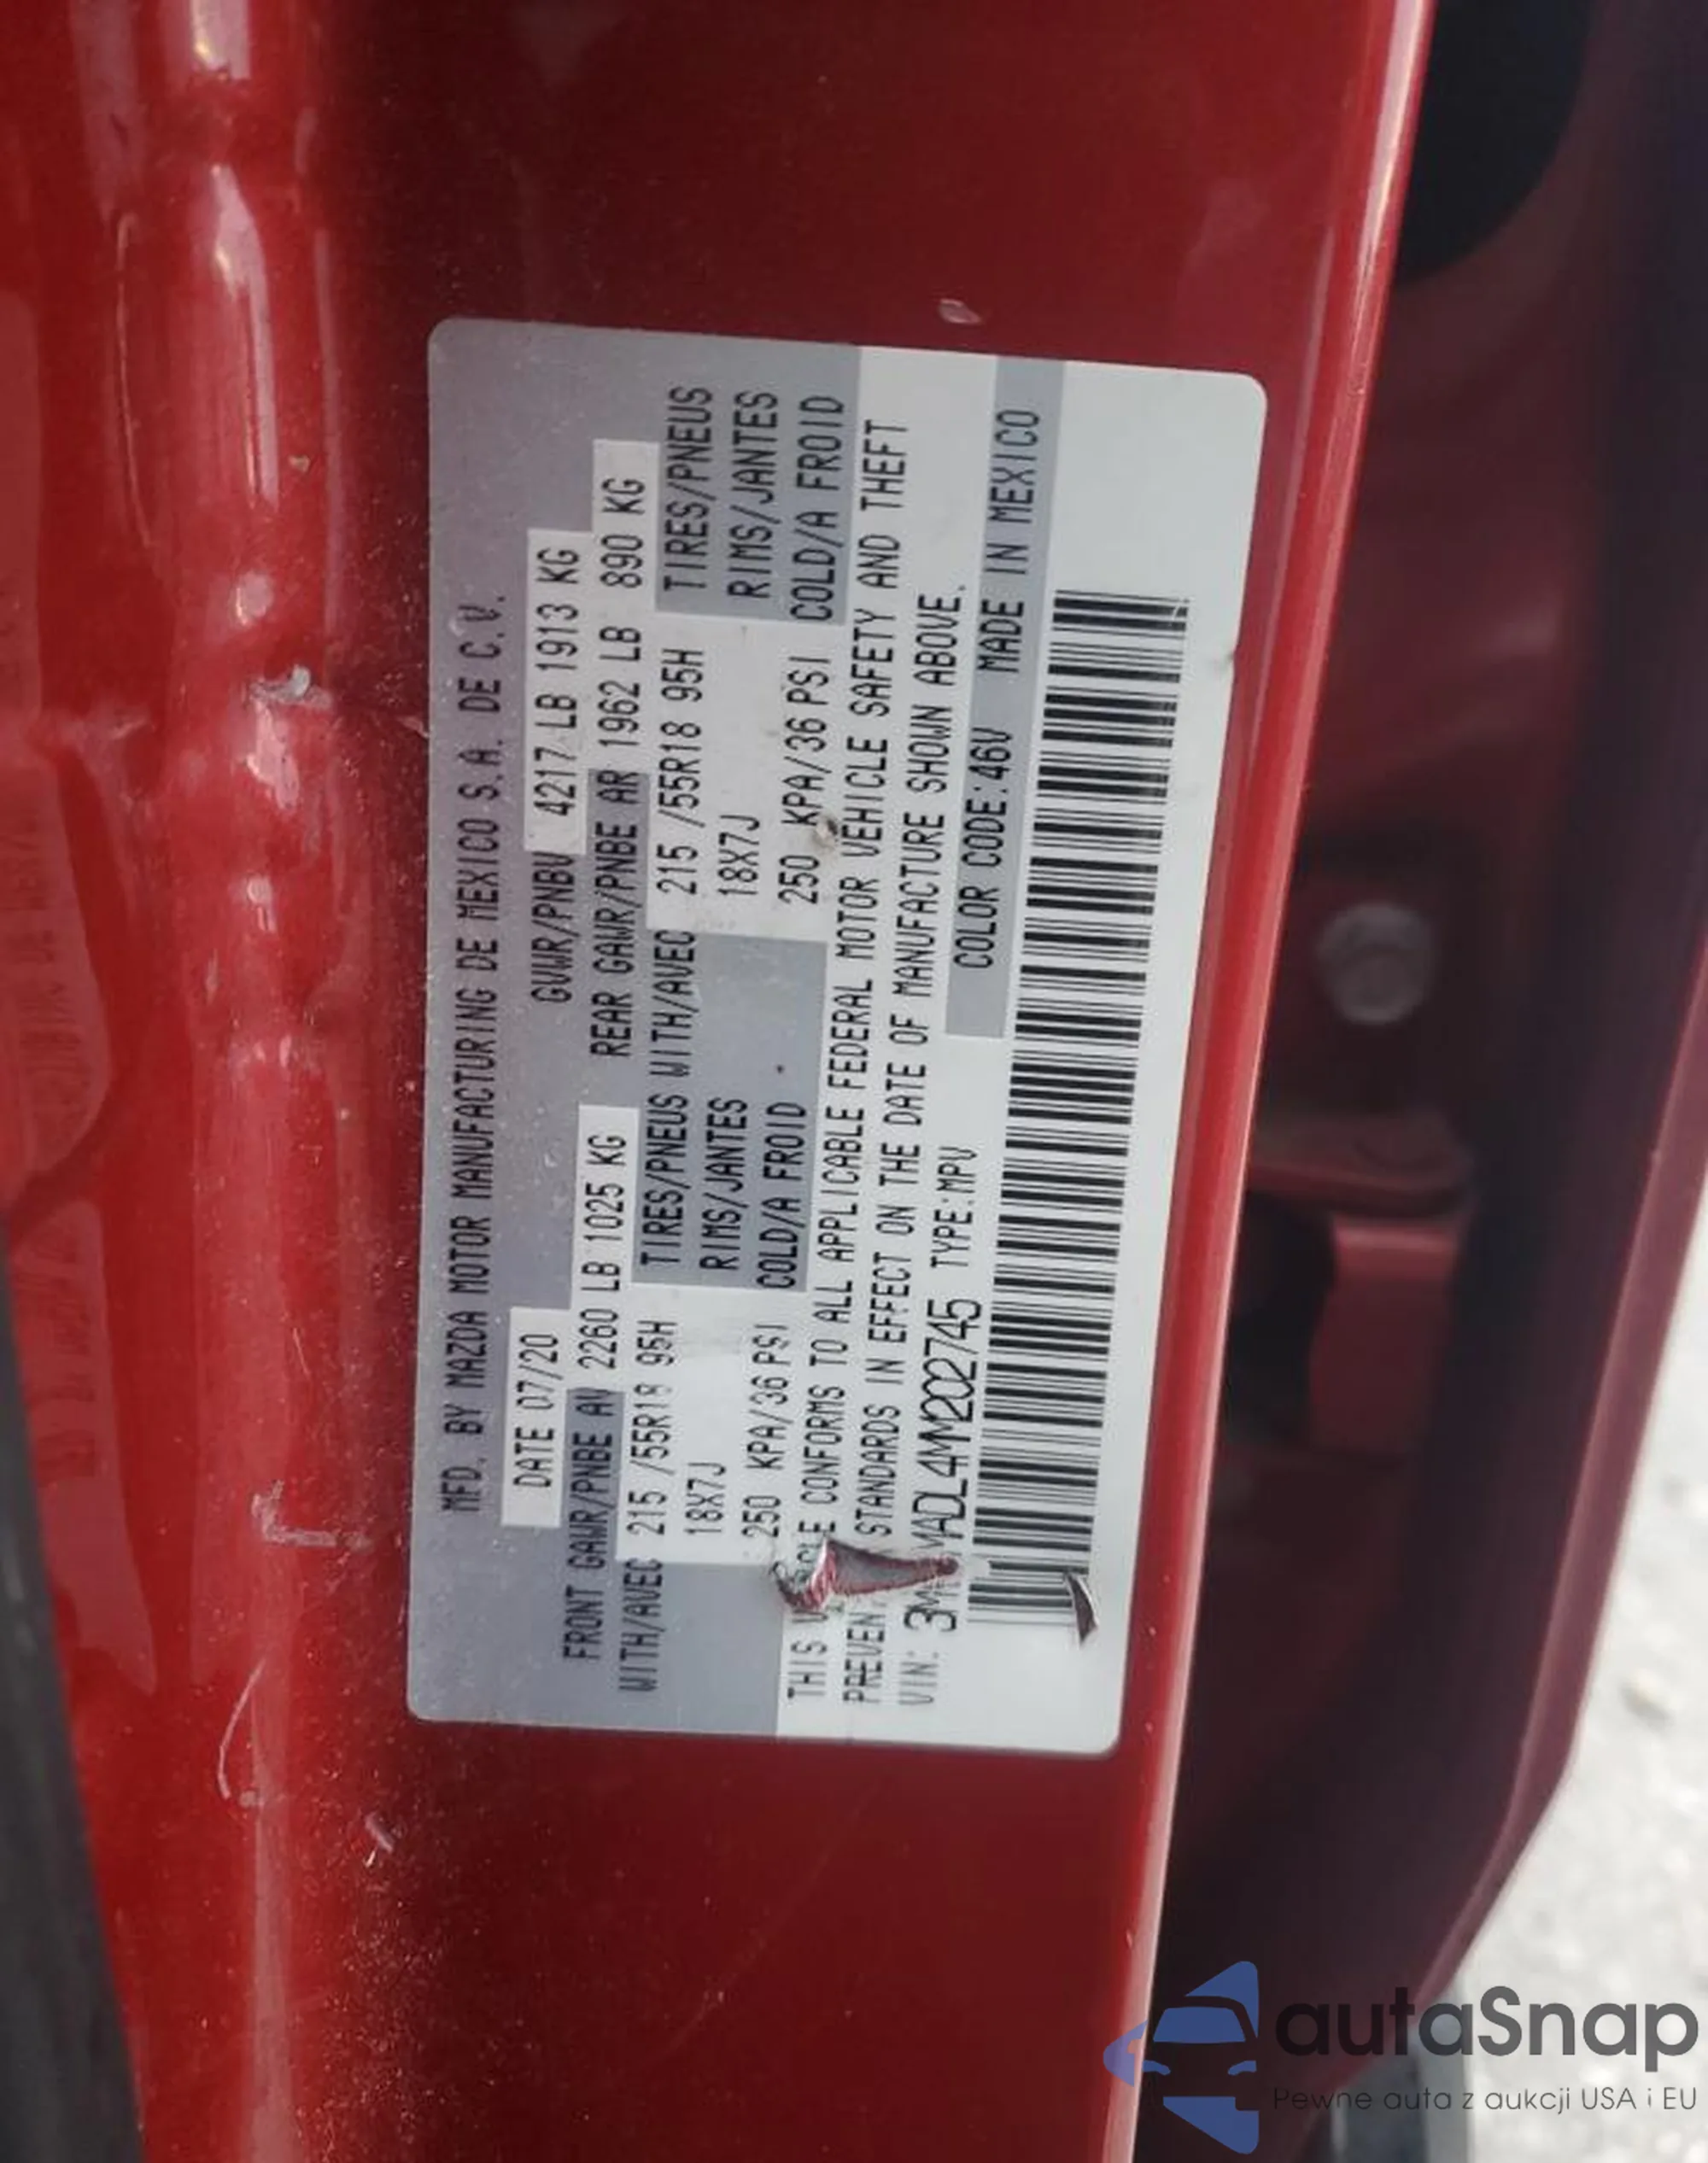 MFD. BY MAZDA MOTOR MANUFACTURING DE MEXICO S.A. DE C.V.
DATE 07/20 GVWR/PNBV 4217 LB 1913 KG
FRONT GAWR/PNBE AV 2260 LB 1025 KG REAR GAWR/PNBE AR 1962 LB 890 KG
WITH/AVEC 215 /55R18 95H TIRES/PNEUS WITH/AVEC 215 /55R18 95H TIRES/PNEUS
18X7J RIMS/JANTES 18X7J RIMS/JANTES
250 KPA/36 PSI COLD/A FROID 250 KPA/36 PSI COLD/A FROID
THIS CONFORMS TO ALL APPLICABLE FEDERAL MOTOR VEHICLE SAFETY AND THEFT
PREVEN STANDARDS IN EFFECT ON THE DATE OF MANUFACTURE SHOWN ABOVE.
VIN: TYPE:MPV COLOR CODE:46V MADE IN MEXICO
autaSnap
Pewne auta z aukcji USA i EU